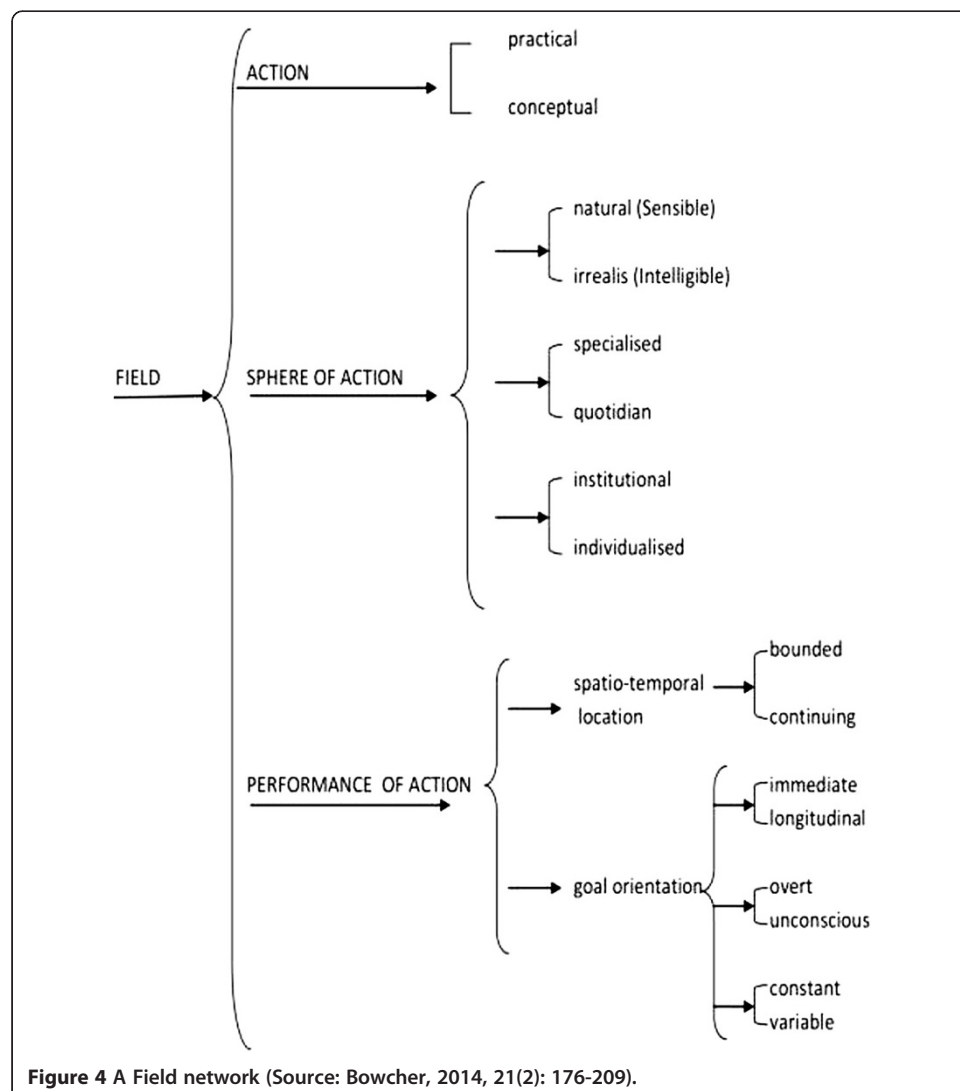 ACTION
practical
conceptual
FIELD
SPHERE OF ACTION
natural (Sensible)
irrealis (Intelligible)
specialised
quotidian
institutional
individualised
PERFORMANCE OF ACTION
spatio-temporal
location
bounded
continuing
goal orientation
immediate
longitudinal
overt
unconscious
constant
variable
Figure 4 A Field network (Source: Bowcher, 2014, 21(2): 176-209).